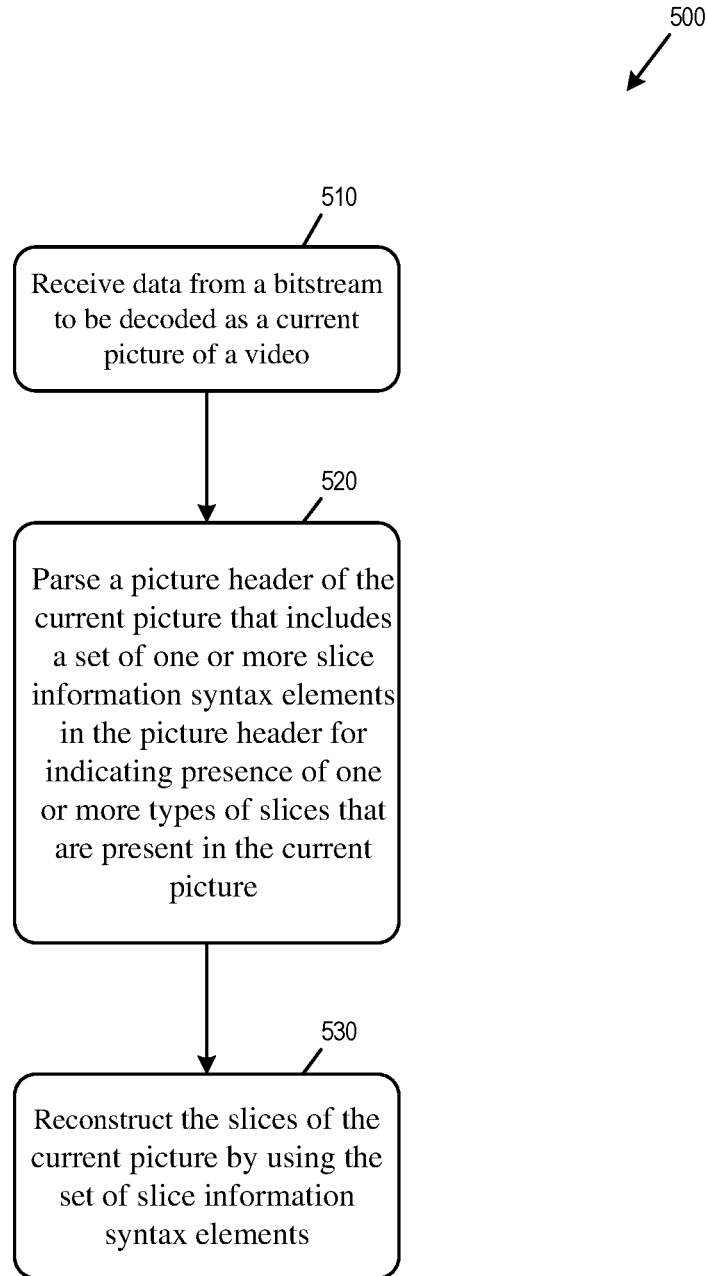 500
510
Receive data from a bitstream
to be decoded as a current
picture of a video
520
Parse a picture header of the
current picture that includes
a set of one or more slice
information syntax elements
in the picture header for
indicating presence of one
or more types of slices that
are present in the current
picture
530
Reconstruct the slices of the
current picture by using the
set of slice information
syntax elements